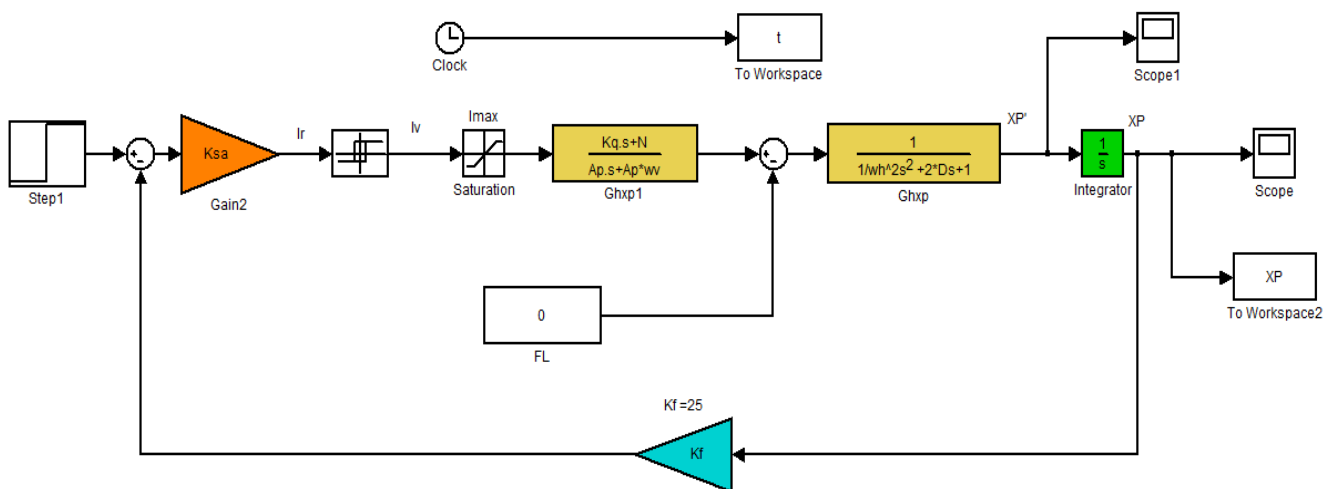 t
Clock
To Workspace
Scope1
Ir
Iv
Imax
XP'
XP
Step1
+
-
Ksa
Gain2
Saturation
Kq.s+N
Ap.s+Ap*wv
Ghxp1
+
-
1
1/wh^2s2 +2*Ds+1
Ghxp
1
s
Integrator
Scope
0
FL
XP
To Workspace2
Kf =25
Kf